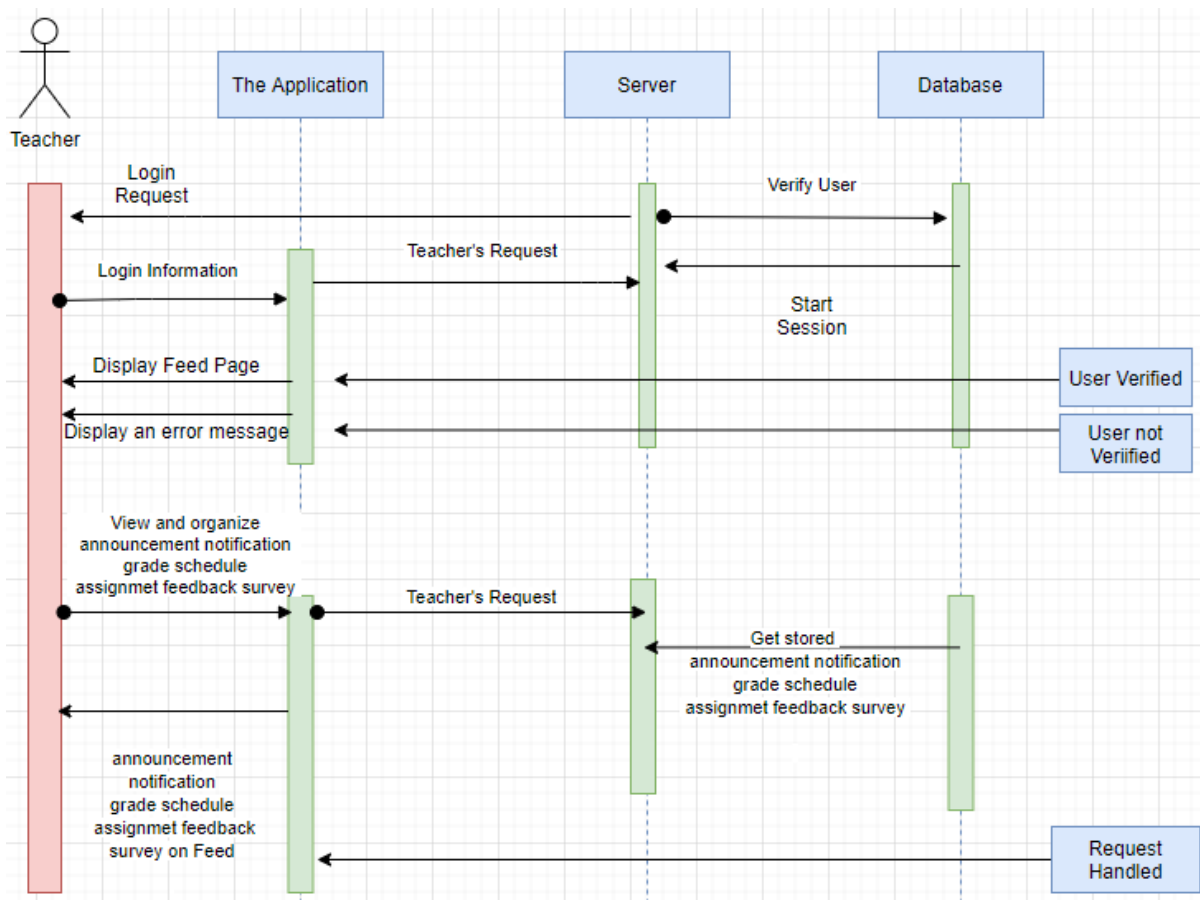 Teacher
The Application
Server
Database
Login
Request
Verify User
Teacher's Request
Login Information
Start
Session
Display Feed Page
User Verified
Display an error message
User not
Veriified
View and organize
announcement notification
grade schedule
assignmet feedback survey
Teacher's Request
Get stored
announcement notification
grade schedule
assignmet feedback survey
announcement
notification
grade schedule
assignmet feedback
survey on Feed
Request
Handled